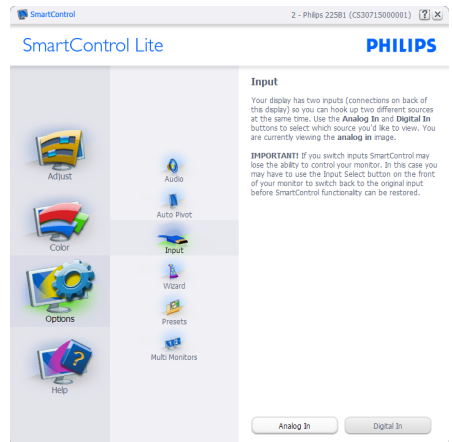 SmartControl
2 - Philips 225B1 (CS30715000001)
SmartControl Lite
PHILIPS
Adjust
Color
Options
Help
Audio
Auto Pivot
Input
Wizard
Presets
Multi Monitors
Input
Your display has two inputs (connections on back of
this display) so you can hook up two different sources
at the same time. Use the Analog In and Digital In
buttons to select which source you'd like to view. You
are currently viewing the analog in image.
IMPORTANT! If you switch inputs SmartControl may
lose the ability to control your monitor. In this case you
may have to use the Input Select button on the front
of your monitor to switch back to the original input
before SmartControl functionality can be restored.
Analog In
Digital In